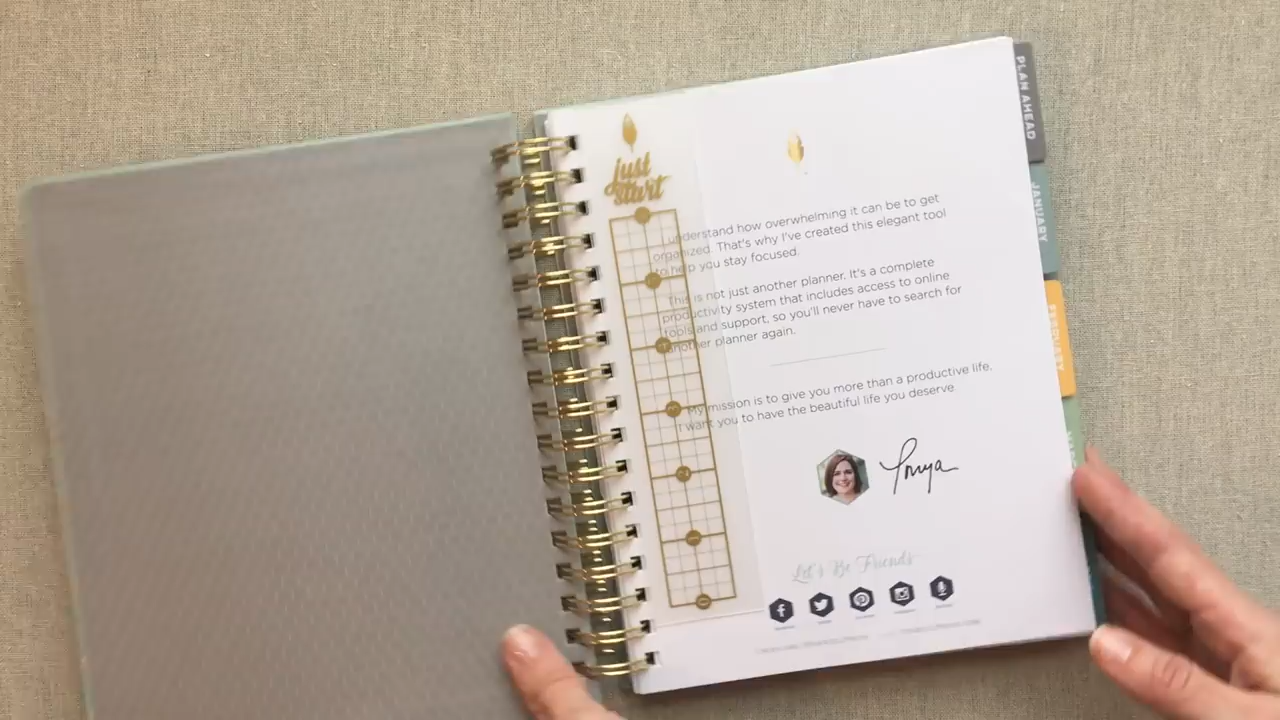 just
start
understand how overwhelming it can be to get
organized. That's why I've created this elegant tool
to help you stay focused.
This is not just another planner. It's a complete
productivity system that includes access to online
tools and support, so you'll never have to search for
another planner again.
My mission is to give you more than a productive life,
I want you to have the beautiful life you deserve
Tonya
Let's Be Friends
PLAN AHEAD
JANUARY
FEBRUARY